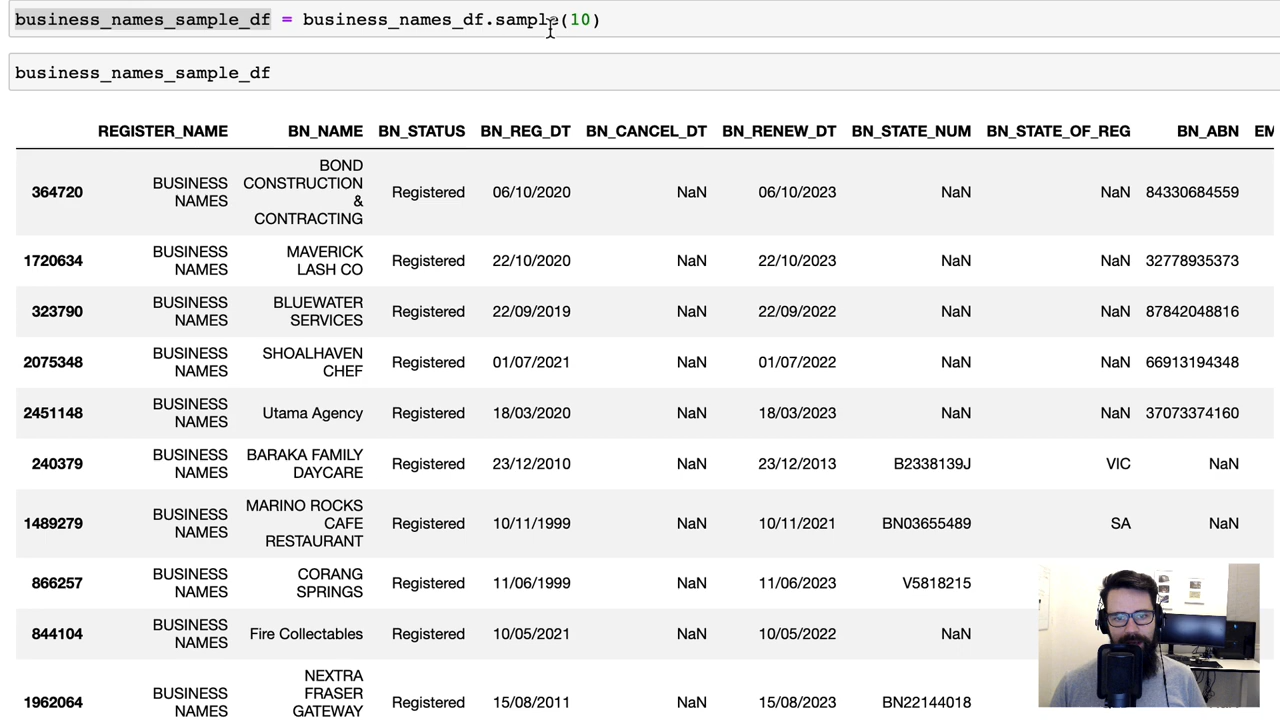 business_names_sample_df = business_names_df.sample(10)
business_names_sample_df
REGISTER_NAME BN_NAME BN_STATUS BN_REG_DT BN_CANCEL_DT BN_RENEW_DT BN_STATE_NUM BN_STATE_OF_REG BN_ABN EM
364720 BUSINESS NAMES BOND CONSTRUCTION & CONTRACTING Registered 06/10/2020 NaN 06/10/2023 NaN NaN 84330684559
1720634 BUSINESS NAMES MAVERICK LASH CO Registered 22/10/2020 NaN 22/10/2023 NaN NaN 32778935373
323790 BUSINESS NAMES BLUEWATER SERVICES Registered 22/09/2019 NaN 22/09/2022 NaN NaN 87842048816
2075348 BUSINESS NAMES SHOALHAVEN CHEF Registered 01/07/2021 NaN 01/07/2022 NaN NaN 66913194348
2451148 BUSINESS NAMES Utama Agency Registered 18/03/2020 NaN 18/03/2023 NaN NaN 37073374160
240379 BUSINESS NAMES BARAKA FAMILY DAYCARE Registered 23/12/2010 NaN 23/12/2013 B2338139J VIC NaN
1489279 BUSINESS NAMES MARINO ROCKS CAFE RESTAURANT Registered 10/11/1999 NaN 10/11/2021 BN03655489 SA NaN
866257 BUSINESS NAMES CORANG SPRINGS Registered 11/06/1999 NaN 11/06/2023 V5818215
844104 BUSINESS NAMES Fire Collectables Registered 10/05/2021 NaN 10/05/2022 NaN
1962064 BUSINESS NAMES NEXTRA FRASER GATEWAY Registered 15/08/2011 NaN 15/08/2023 BN22144018